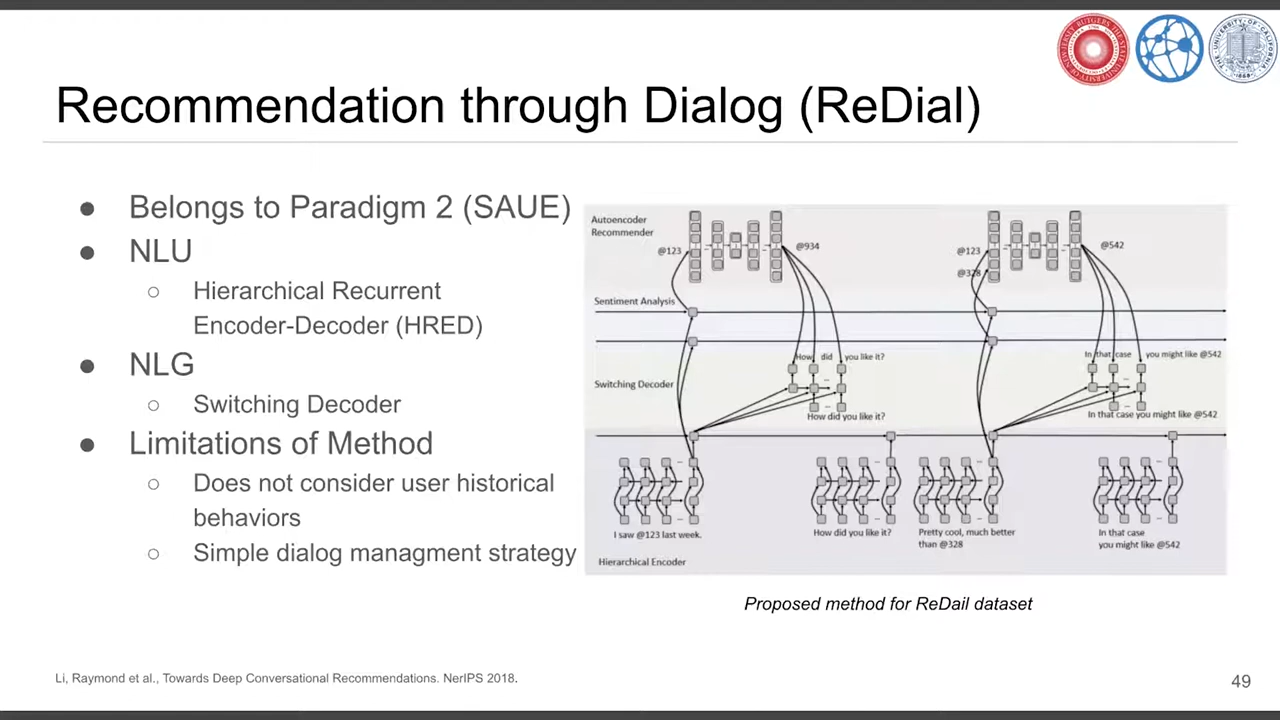 Recommendation through Dialog (ReDial)
● Belongs to Paradigm 2 (SAUE)
● NLU
○ Hierarchical Recurrent
Encoder-Decoder (HRED)
● NLG
○ Switching Decoder
● Limitations of Method
○ Does not consider user historical
behaviors
○ Simple dialog managment strategy
Autoencoder
Recommender
@123
@934
@123
@328
@542
Sentiment Analysis
How did you like it?
In that case you might like @542
Switching Decoder
How did you like it?
In that case you might like @542
I saw @123 last week.
How did you like it?
Pretty cool, much better
than @328
In that case
you might like @542
Hierarchical Encoder
Proposed method for ReDail dataset
Li, Raymond et al., Towards Deep Conversational Recommendations. NerIPS 2018.
49